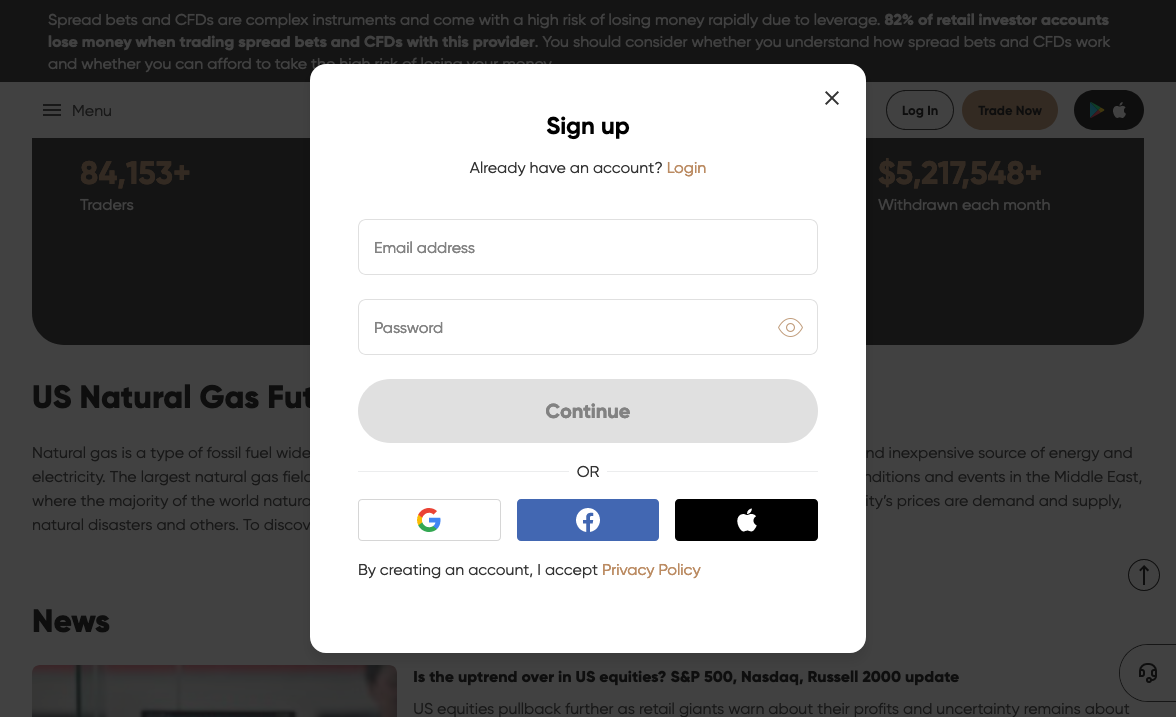 Spread bets and CFDs are complex instruments and come with a high risk of losing money rapidly due to leverage. 82% of retail investor accounts
lose money when trading spread bets and CFDs with this provider. You should consider whether you understand how spread bets and CFDs work
and whether you can afford to take the high risk of losing your money.
Menu
Log In
Trade Now
Sign up
Already have an account? Login
84,153+
Traders
$5,217,548+
Withdrawn each month
Email address
Password
Continue
OR
By creating an account, I accept Privacy Policy
US Natural Gas Fut
Natural gas is a type of fossil fuel wide
nd inexpensive source of energy and
electricity. The largest natural gas field
nditions and events in the Middle East,
where the majority of the world natura
ity's prices are demand and supply,
natural disasters and others. To discov
News
Is the uptrend over in US equities? S&P 500, Nasdaq, Russell 2000 update
US equities pullback further as retail giants warn about their profits and uncertainty remains about